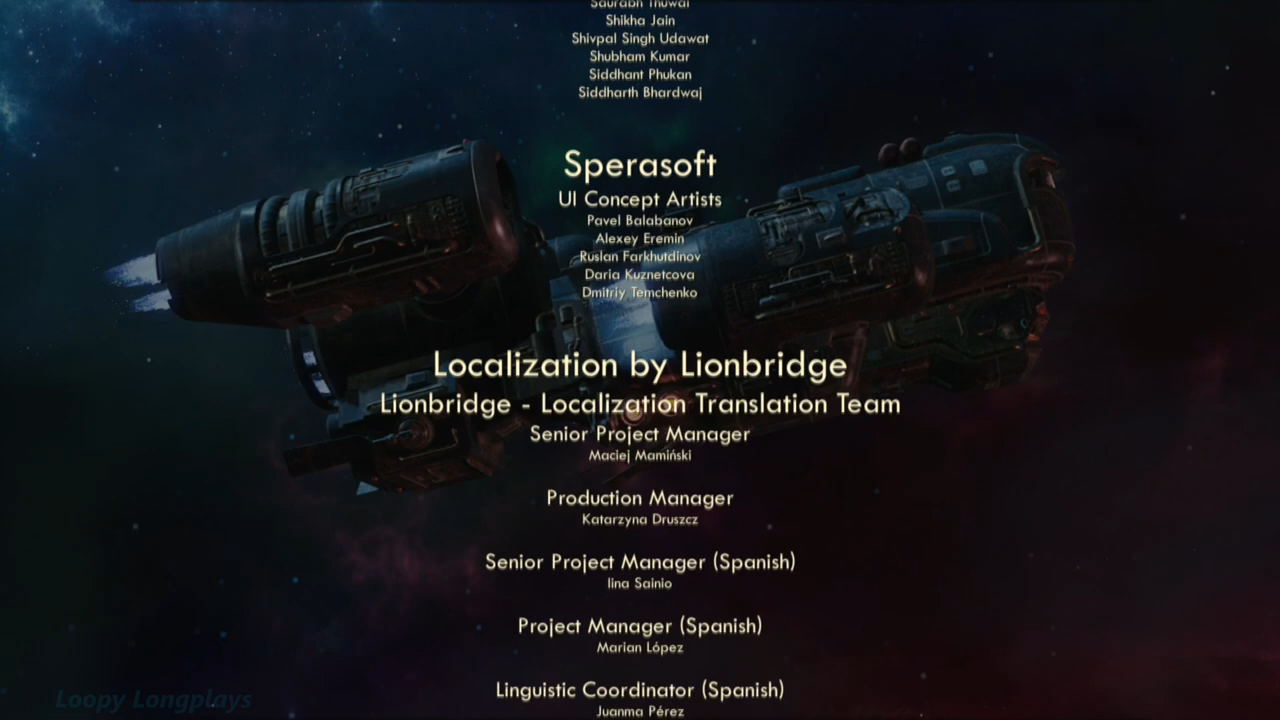 Saurabh Thuwal
Shikha Jain
Shivpal Singh Udawat
Shubham Kumar
Siddhant Phukan
Siddharth Bhardwaj
Sperasoft
UI Concept Artists
Pavel Balabanov
Alexey Eremin
Ruslan Farkhutdinov
Daria Kuznetcova
Dmitriy Temchenko
Localization by Lionbridge
Lionbridge - Localization Translation Team
Senior Project Manager
Maciej Mamiński
Production Manager
Katarzyna Druszcz
Senior Project Manager (Spanish)
Iina Sainio
Project Manager (Spanish)
Marian López
Linguistic Coordinator (Spanish)
Juanma Pérez
Loopy Longplays